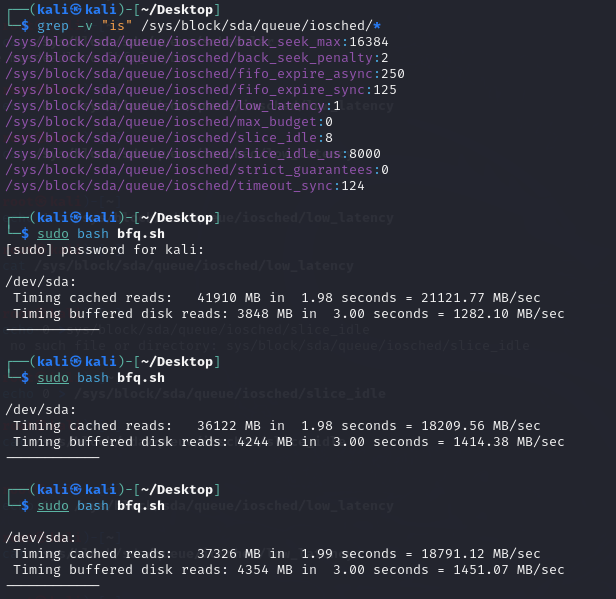 ┌──(kali㉿kali)-[~/Desktop]
└─$ grep -v "is" /sys/block/sda/queue/iosched/*
/sys/block/sda/queue/iosched/back_seek_max:16384
/sys/block/sda/queue/iosched/back_seek_penalty:2
/sys/block/sda/queue/iosched/fifo_expire_async:250
/sys/block/sda/queue/iosched/fifo_expire_sync:125
/sys/block/sda/queue/iosched/low_latency:1
/sys/block/sda/queue/iosched/max_budget:0
/sys/block/sda/queue/iosched/slice_idle:8
/sys/block/sda/queue/iosched/slice_idle_us:8000
/sys/block/sda/queue/iosched/strict_guarantees:0
/sys/block/sda/queue/iosched/timeout_sync:124
┌──(kali㉿kali)-[~/Desktop]
└─$ sudo bash bfq.sh
[sudo] password for kali:
/dev/sda:
Timing cached reads:   41910 MB in  1.98 seconds = 21121.77 MB/sec
Timing buffered disk reads: 3848 MB in  3.00 seconds = 1282.10 MB/sec
────────────
┌──(kali㉿kali)-[~/Desktop]
└─$ sudo bash bfq.sh
/dev/sda:
Timing cached reads:   36122 MB in  1.98 seconds = 18209.56 MB/sec
Timing buffered disk reads: 4244 MB in  3.00 seconds = 1414.38 MB/sec
────────────
┌──(kali㉿kali)-[~/Desktop]
└─$ sudo bash bfq.sh
/dev/sda:
Timing cached reads:   37326 MB in  1.99 seconds = 18791.12 MB/sec
Timing buffered disk reads: 4354 MB in  3.00 seconds = 1451.07 MB/sec
────────────